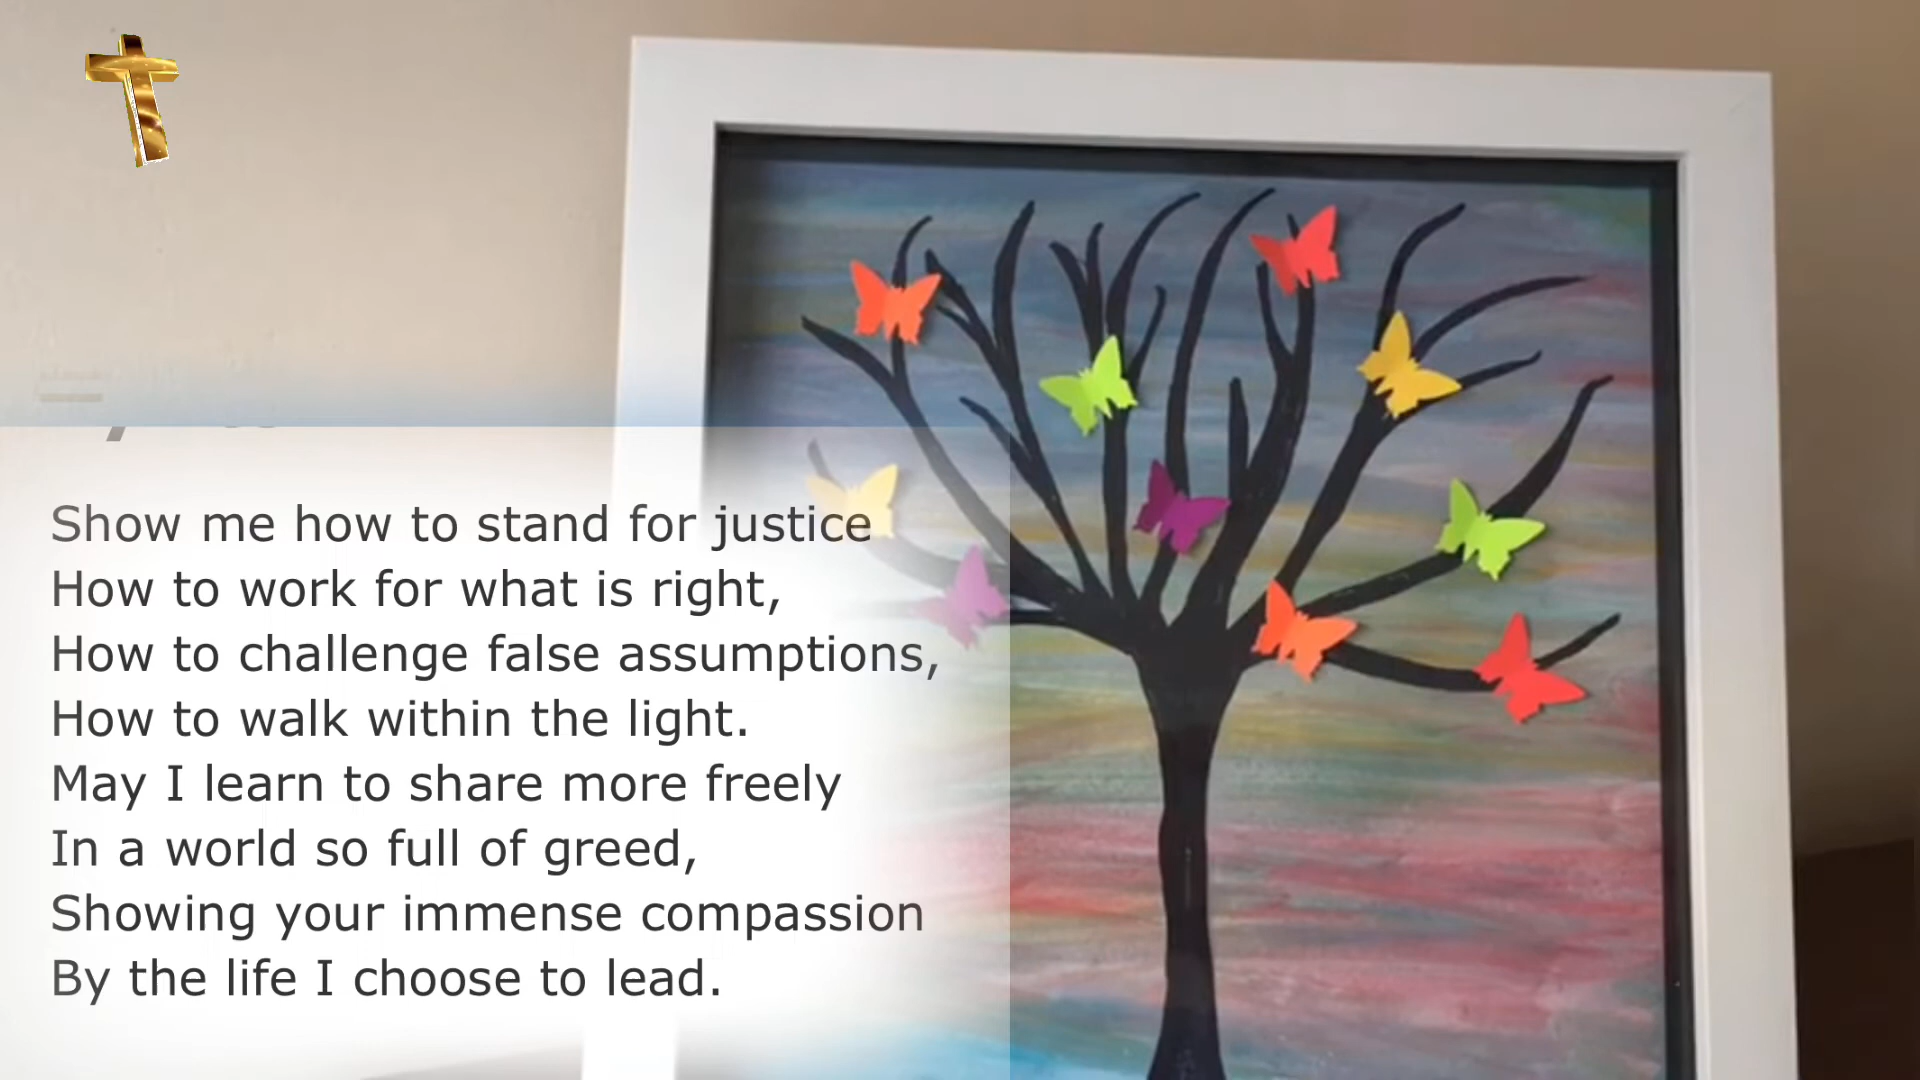 Show me how to stand for justice
How to work for what is right,
How to challenge false assumptions,
How to walk within the light.
May I learn to share more freely
In a world so full of greed,
Showing your immense compassion
By the life I choose to lead.